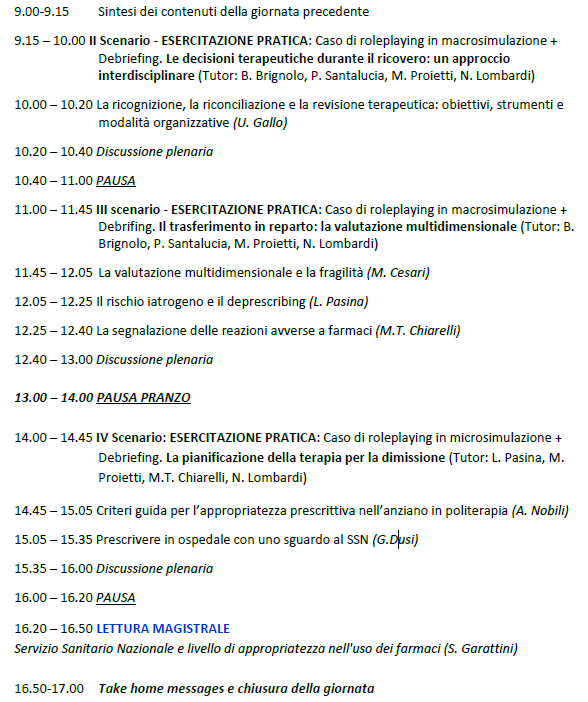 9.00-9.15 Sintesi dei contenuti della giornata precedente
9.15 – 10.00 II Scenario - ESERCITAZIONE PRATICA: Caso di roleplaying in macrosimulazione +
Debriefing. Le decisioni terapeutiche durante il ricovero: un approccio
interdisciplinare (Tutor: B. Brignolo, P. Santalucia, M. Proietti, N. Lombardi)
10.00 – 10.20 La ricognizione, la riconciliazione e la revisione terapeutica: obiettivi, strumenti e
modalità organizzative (U. Gallo)
10.20 – 10.40 Discussione plenaria
10.40 – 11.00 PAUSA
11.00 – 11.45 III scenario - ESERCITAZIONE PRATICA: Caso di roleplaying in macrosimulazione +
Debrifing. Il trasferimento in reparto: la valutazione multidimensionale (Tutor: B.
Brignolo, P. Santalucia, M. Proietti, N. Lombardi)
11.45 – 12.05 La valutazione multidimensionale e la fragilità (M. Cesari)
12.05 – 12.25 Il rischio iatrogeno e il deprescribing (L. Pasina)
12.25 – 12.40 La segnalazione delle reazioni avverse a farmaci (M.T. Chiarelli)
12.40 – 13.00 Discussione plenaria
13.00 – 14.00 PAUSA PRANZO
14.00 – 14.45 IV Scenario: ESERCITAZIONE PRATICA: Caso di roleplaying in microsimulazione +
Debriefing. La pianificazione della terapia per la dimissione (Tutor: L. Pasina, M.
Proietti, M.T. Chiarelli, N. Lombardi)
14.45 – 15.05 Criteri guida per l’appropriatezza prescrittiva nell’anziano in politerapia (A. Nobili)
15.05 – 15.35 Prescrivere in ospedale con uno sguardo al SSN (G.Dusi)
15.35 – 16.00 Discussione plenaria
16.00 – 16.20 PAUSA
16.20 – 16.50 LETTURA MAGISTRALE
Servizio Sanitario Nazionale e livello di appropriatezza nell'uso dei farmaci (S. Garattini)
16.50-17.00 Take home messages e chiusura della giornata